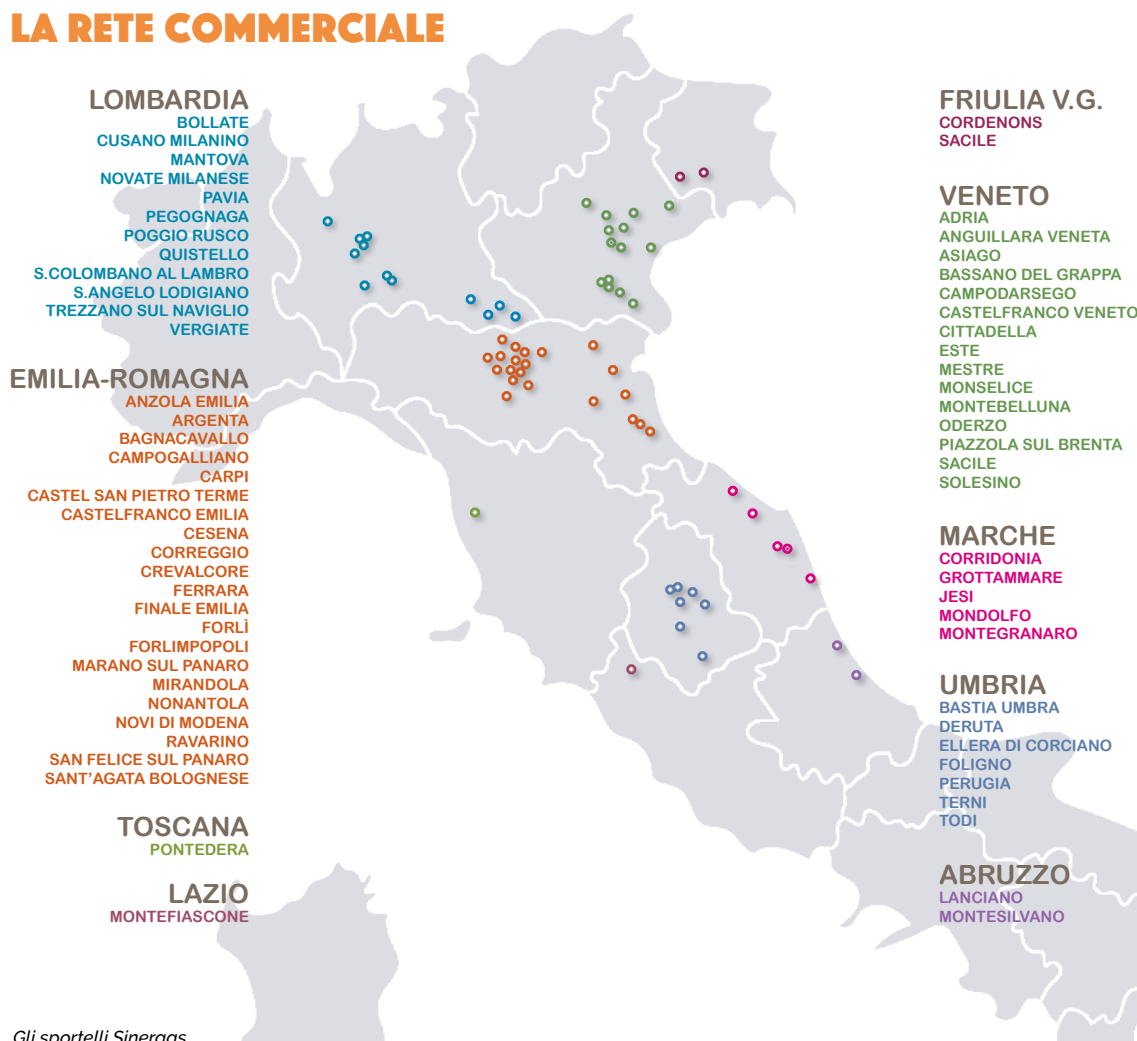 LA RETE COMMERCIALE
LOMBARDIA
BOLLATE
CUSANO MILANINO
MANTOVA
NOVATE MILANESE
PAVIA
PEGOGNAGA
POGGIO RUSCO
QUISTELLO
S.COLOMBANO AL LAMBRO
S.ANGELO LODIGIANO
TREZZANO SUL NAVIGLIO
VERGIATE
EMILIA-ROMAGNA
ANZOLA EMILIA
ARGENTA
BAGNACAVALLO
CAMPOGALLIANO
CARPI
CASTEL SAN PIETRO TERME
CASTELFRANCO EMILIA
CESENA
CORREGGIO
CREVALCORE
FERRARA
FINALE EMILIA
FORLÌ
FORLIMPOPOLI
MARANO SUL PANARO
MIRANDOLA
NONANTOLA
NOVI DI MODENA
RAVARINO
SAN FELICE SUL PANARO
SANT'AGATA BOLOGNESE
TOSCANA
PONTEDERA
LAZIO
MONTEFIASCONE
FRIULIA V.G.
CORDENONS
SACILE
VENETO
ADRIA
ANGUILLARA VENETA
ASIAGO
BASSANO DEL GRAPPA
CAMPODARSEGO
CASTELFRANCO VENETO
CITTADELLA
ESTE
MESTRE
MONSELICE
MONTEBELLUNA
ODERZO
PIAZZOLA SUL BRENTA
SACILE
SOLESINO
MARCHE
CORRIDONIA
GROTTAMMARE
JESI
MONDOLFO
MONTEGRANARO
UMBRIA
BASTIA UMBRA
DERUTA
ELLERA DI CORCIANO
FOLIGNO
PERUGIA
TERNI
TODI
ABRUZZO
LANCIANO
MONTESILVANO
Gli sportelli Sinergas